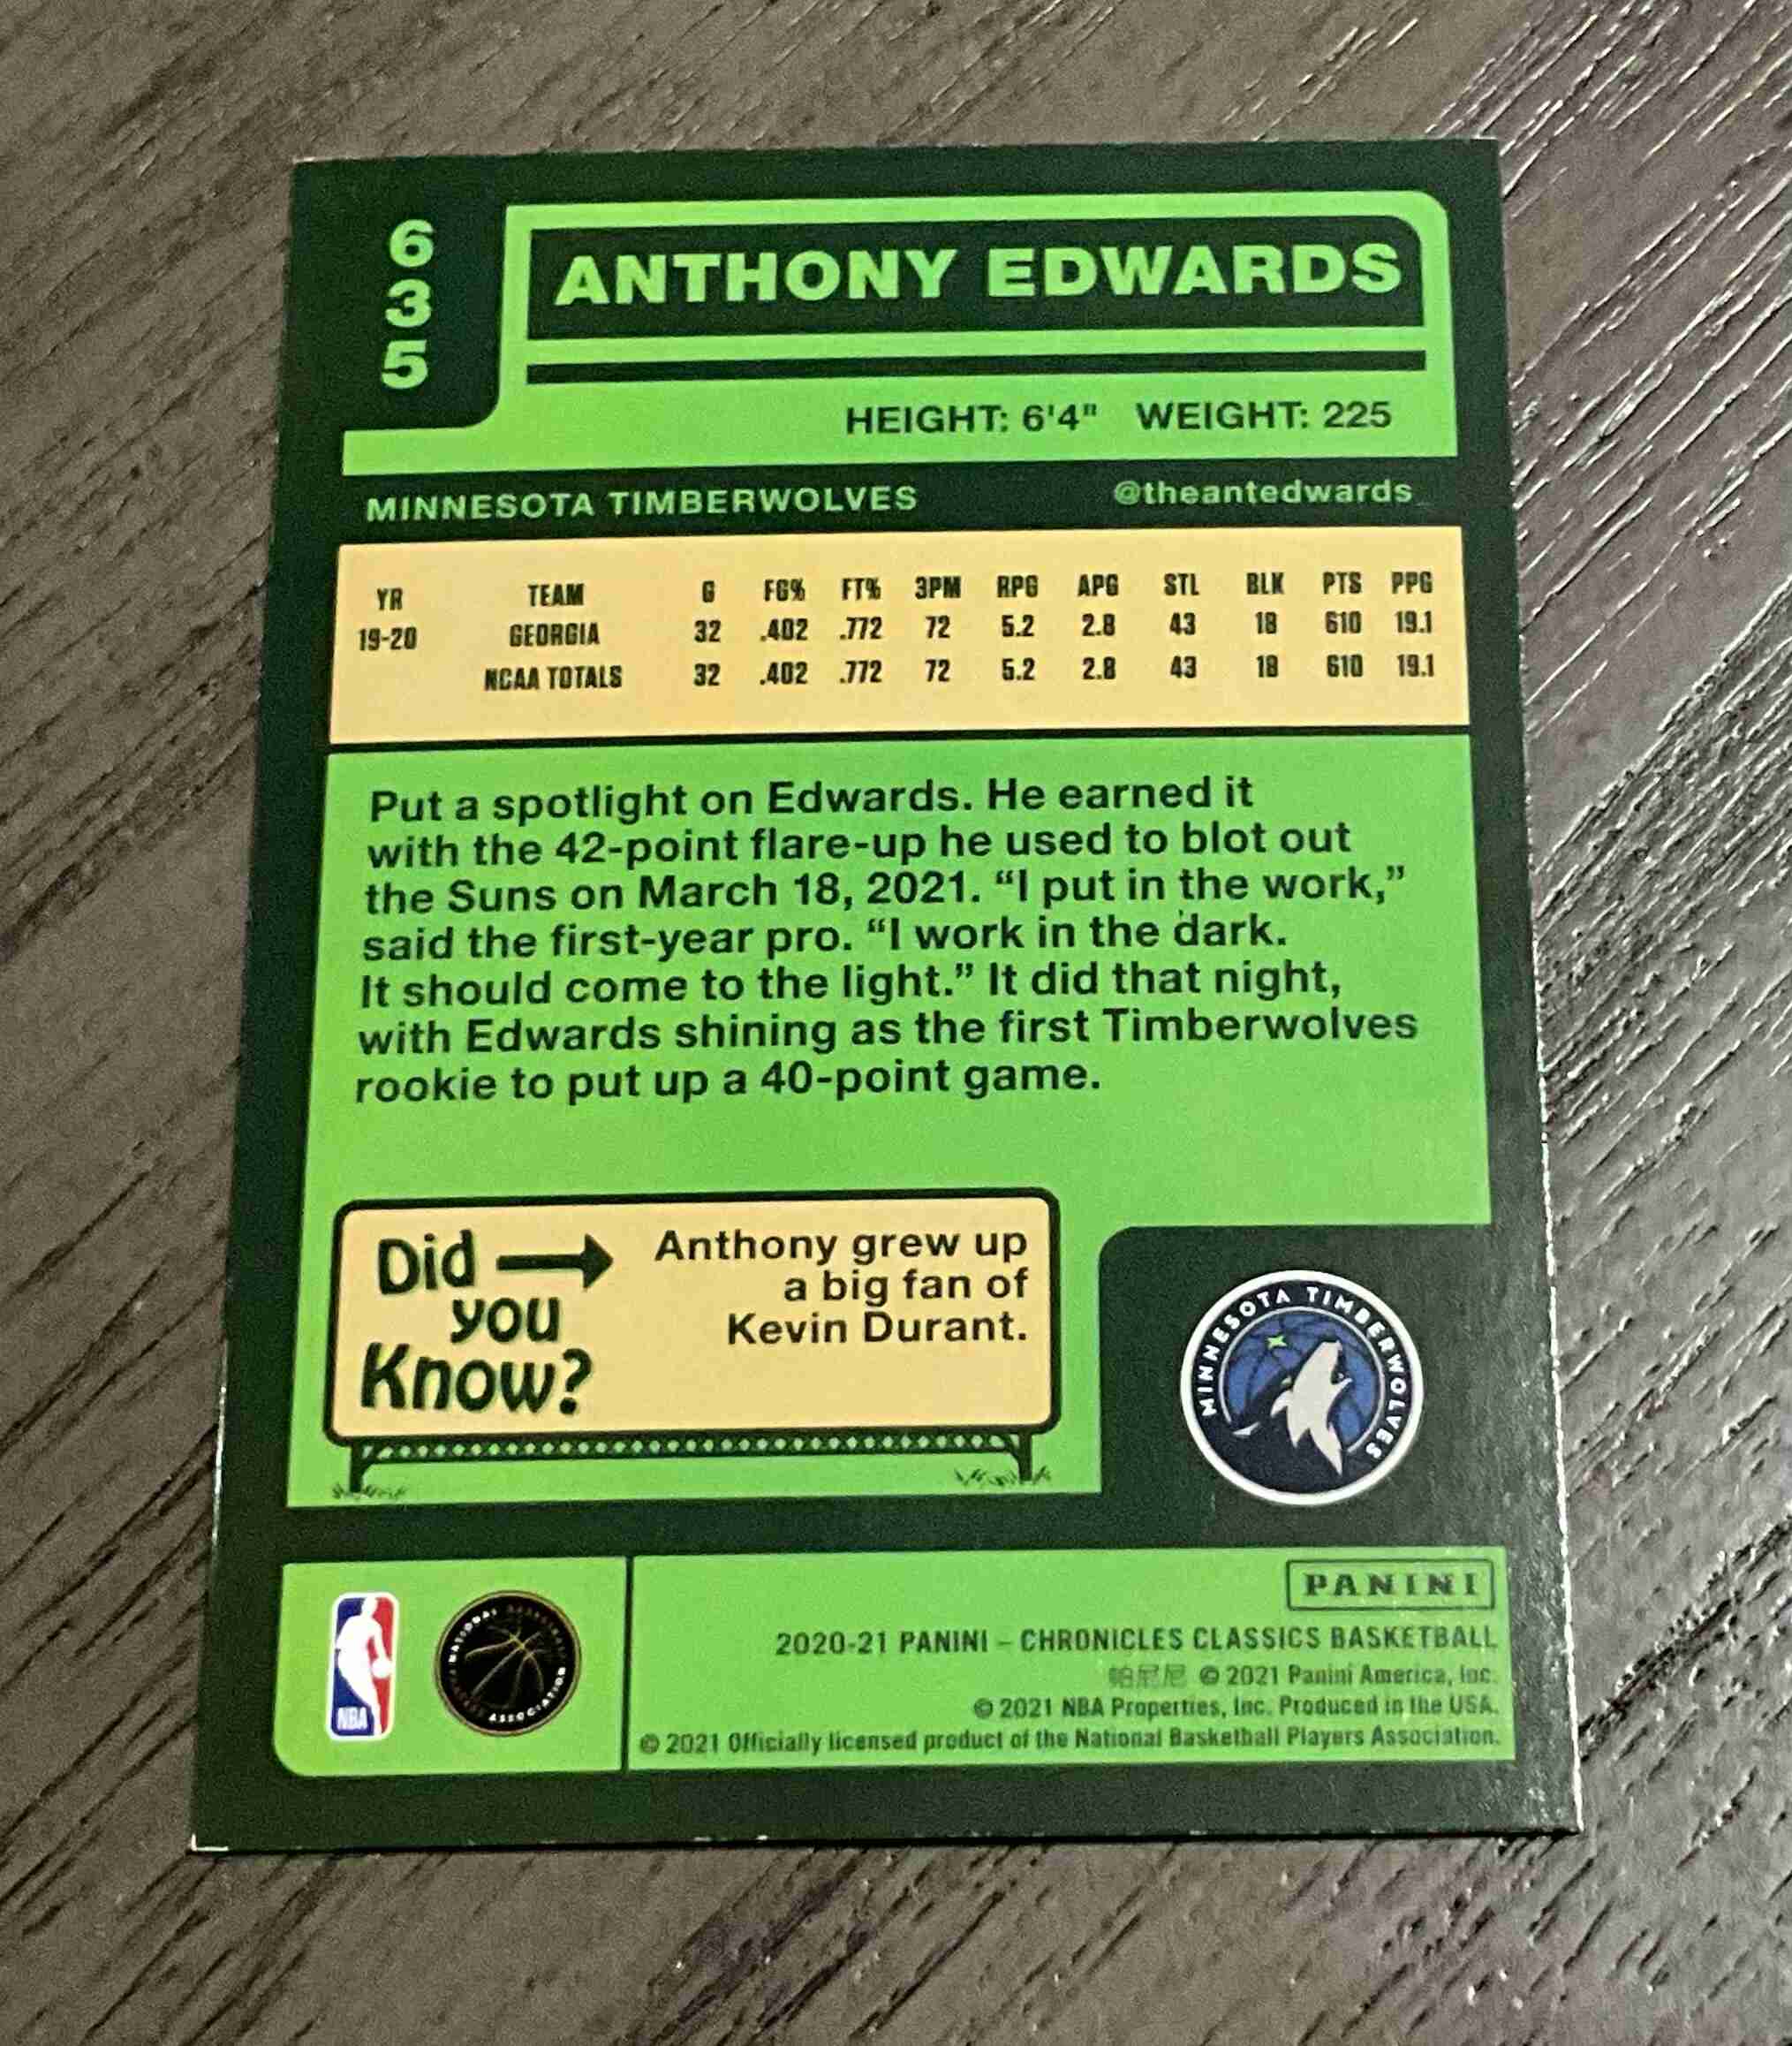 6
3
5
ANTHONY EDWARDS
HEIGHT: 6'4" WEIGHT: 225
MINNESOTA TIMBERWOLVES @theantedwards_
YR TEAM G FG% FT% 3PM RPG APG STL BLK PTS PPG
19-20 GEORGIA 32 .402 .772 72 5.2 2.8 43 18 610 19.1
NCAA TOTALS 32 .402 .772 72 5.2 2.8 43 18 610 19.1
Put a spotlight on Edwards. He earned it
with the 42-point flare-up he used to blot out
the Suns on March 18, 2021. “I put in the work,”
said the first-year pro. “I work in the dark.
It should come to the light.” It did that night,
with Edwards shining as the first Timberwolves
rookie to put up a 40-point game.
Did
you
Know?
Anthony grew up
a big fan of
Kevin Durant.
MINNESOTA TIMBERWOLVES
NBA
NATIONAL BASKETBALL PLAYERS ASSOCIATION
PANINI
2020-21 PANINI – CHRONICLES CLASSICS BASKETBALL
帕尼尼 © 2021 Panini America, Inc.
© 2021 NBA Properties, Inc. Produced in the USA.
© 2021 Officially licensed product of the National Basketball Players Association.